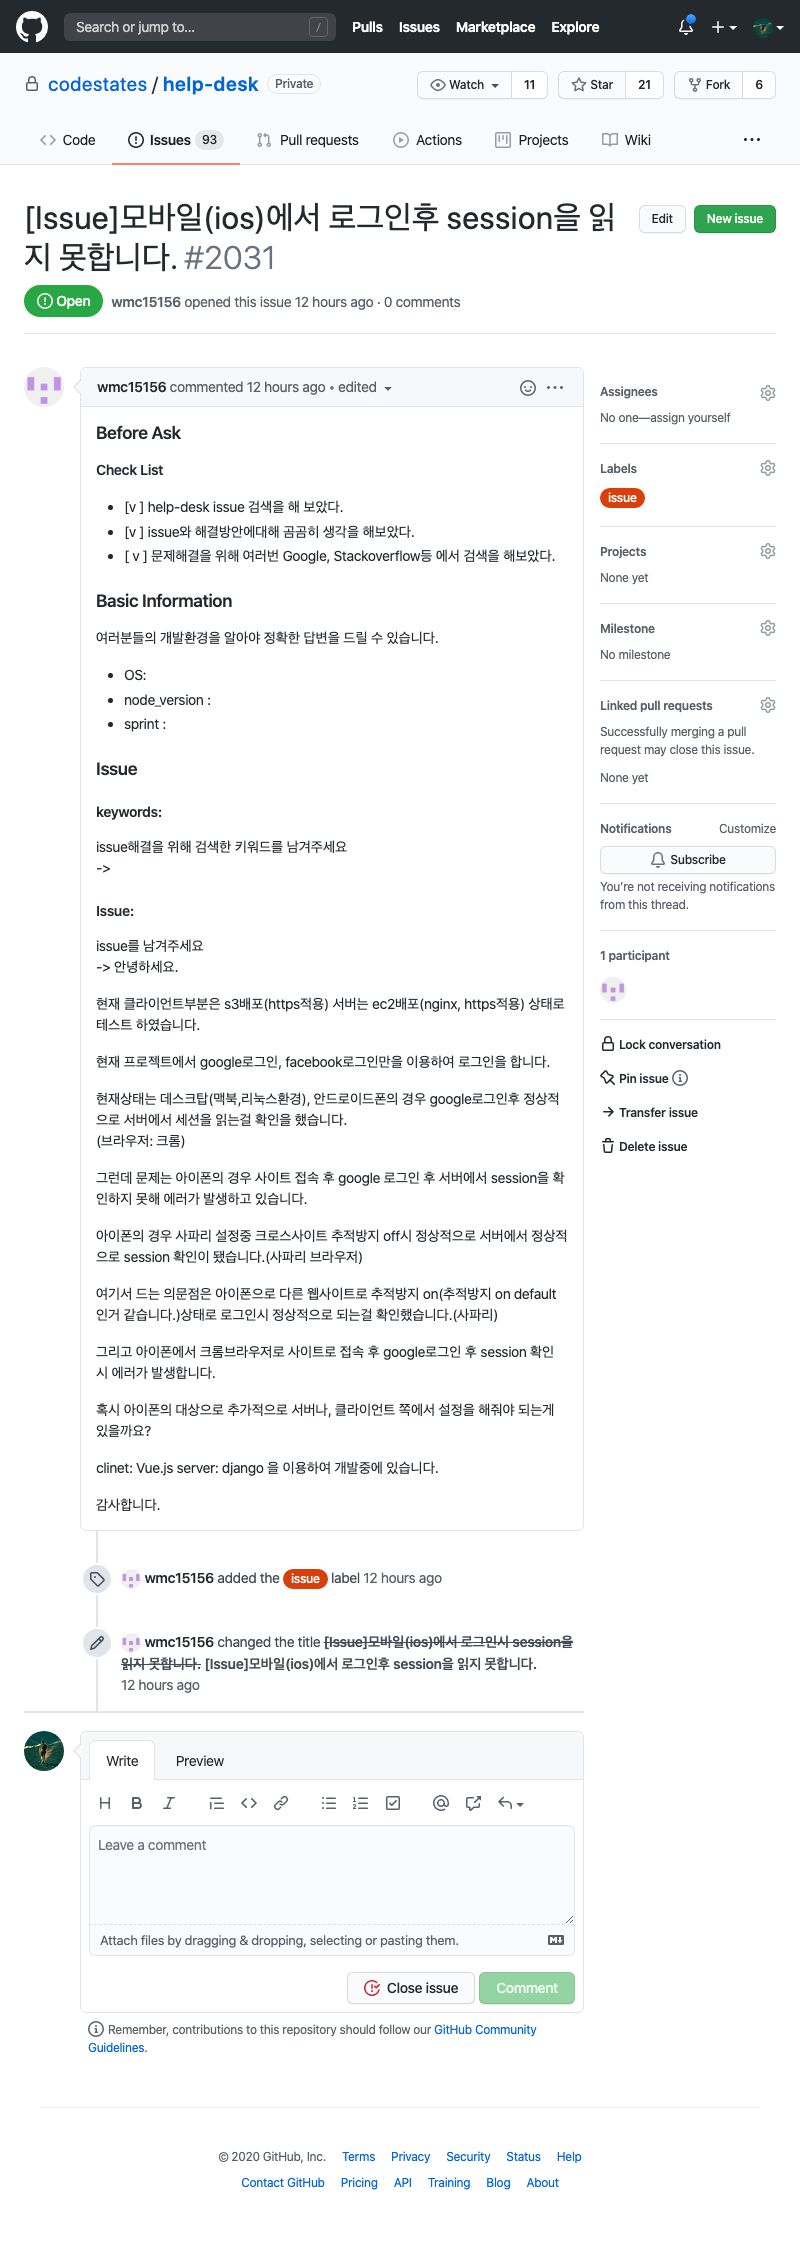 Search or jump to...
/
Pulls
Issues
Marketplace
Explore
codestates / help-desk
Private
Watch
11
Star
21
Fork
6
Code
Issues 93
Pull requests
Actions
Projects
Wiki
[Issue]모바일(ios)에서 로그인후 session을 읽
지 못합니다. #2031
Edit
New issue
Open
wmc15156 opened this issue 12 hours ago · 0 comments
wmc15156 commented 12 hours ago • edited
Before Ask
Check List
• [v ] help-desk issue 검색을 해 보았다.
• [v ] issue와 해결방안에대해 곰곰히 생각을 해보았다.
• [ v ] 문제해결을 위해 여러번 Google, Stackoverflow등 에서 검색을 해보았다.
Basic Information
여러분들의 개발환경을 알아야 정확한 답변을 드릴 수 있습니다.
• OS:
• node_version :
• sprint :
Issue
keywords:
issue해결을 위해 검색한 키워드를 남겨주세요
->
Issue:
issue를 남겨주세요
-> 안녕하세요.
현재 클라이언트부분은 s3배포(https적용) 서버는 ec2배포(nginx, https적용) 상태로
테스트 하였습니다.
현재 프로젝트에서 google로그인, facebook로그인만을 이용하여 로그인을 합니다.
현재상태는 데스크탑(맥북,리눅스환경), 안드로이드폰의 경우 google로그인후 정상적
으로 서버에서 세션을 읽는걸 확인을 했습니다.
(브라우저: 크롬)
그런데 문제는 아이폰의 경우 사이트 접속 후 google 로그인 후 서버에서 session을 확
인하지 못해 에러가 발생하고 있습니다.
아이폰의 경우 사파리 설정중 크로스사이트 추적방지 off시 정상적으로 서버에서 정상적
으로 session 확인이 됐습니다.(사파리 브라우저)
여기서 드는 의문점은 아이폰으로 다른 웹사이트로 추적방지 on(추적방지 on default
인거 같습니다.)상태로 로그인시 정상적으로 되는걸 확인했습니다.(사파리)
그리고 아이폰에서 크롬브라우저로 사이트로 접속 후 google로그인 후 session 확인
시 에러가 발생합니다.
혹시 아이폰의 대상으로 추가적으로 서버나, 클라이언트 쪽에서 설정을 해줘야 되는게
있을까요?
clinet: Vue.js server: django 을 이용하여 개발중에 있습니다.
감사합니다.
wmc15156 added the issue label 12 hours ago
wmc15156 changed the title [Issue]모바일(ios)에서 로그인시 session을
읽지 못합니다. [Issue]모바일(ios)에서 로그인후 session을 읽지 못합니다.
12 hours ago
Assignees
No one—assign yourself
Labels
issue
Projects
None yet
Milestone
No milestone
Linked pull requests
Successfully merging a pull
request may close this issue.
None yet
Notifications
Customize
Subscribe
You're not receiving notifications
from this thread.
1 participant
Lock conversation
Pin issue
Transfer issue
Delete issue
Write
Preview
Leave a comment
Attach files by dragging & dropping, selecting or pasting them.
Close issue
Comment
Remember, contributions to this repository should follow our GitHub Community
Guidelines.
© 2020 GitHub, Inc.
Terms
Privacy
Security
Status
Help
Contact GitHub
Pricing
API
Training
Blog
About